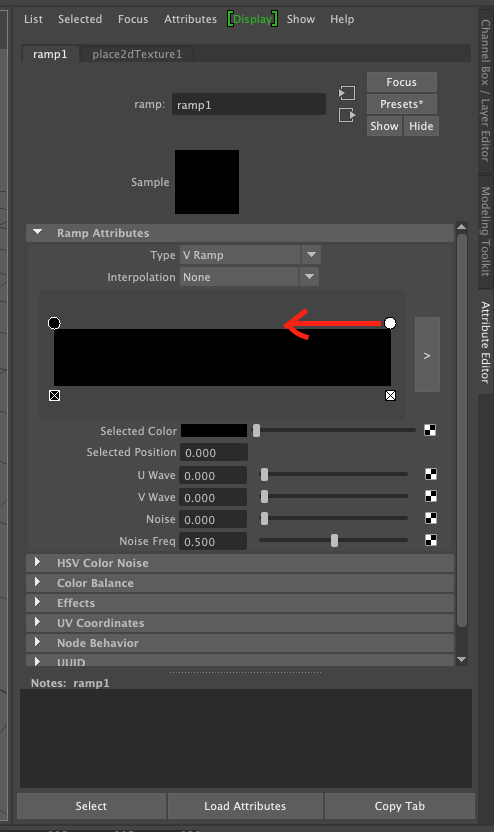 List Selected Focus Attributes [Display] Show Help
ramp1 place2dTexture1
Focus
ramp: ramp1
Presets*
Show Hide
Sample
Ramp Attributes
Type V Ramp
Interpolation None
>
Selected Color
Selected Position 0.000
U Wave 0.000
V Wave 0.000
Noise 0.000
Noise Freq 0.500
HSV Color Noise
Color Balance
Effects
UV Coordinates
Node Behavior
UUID
Notes: ramp1
Select Load Attributes Copy Tab
Channel Box / Layer Editor
Modeling Toolkit
Attribute Editor